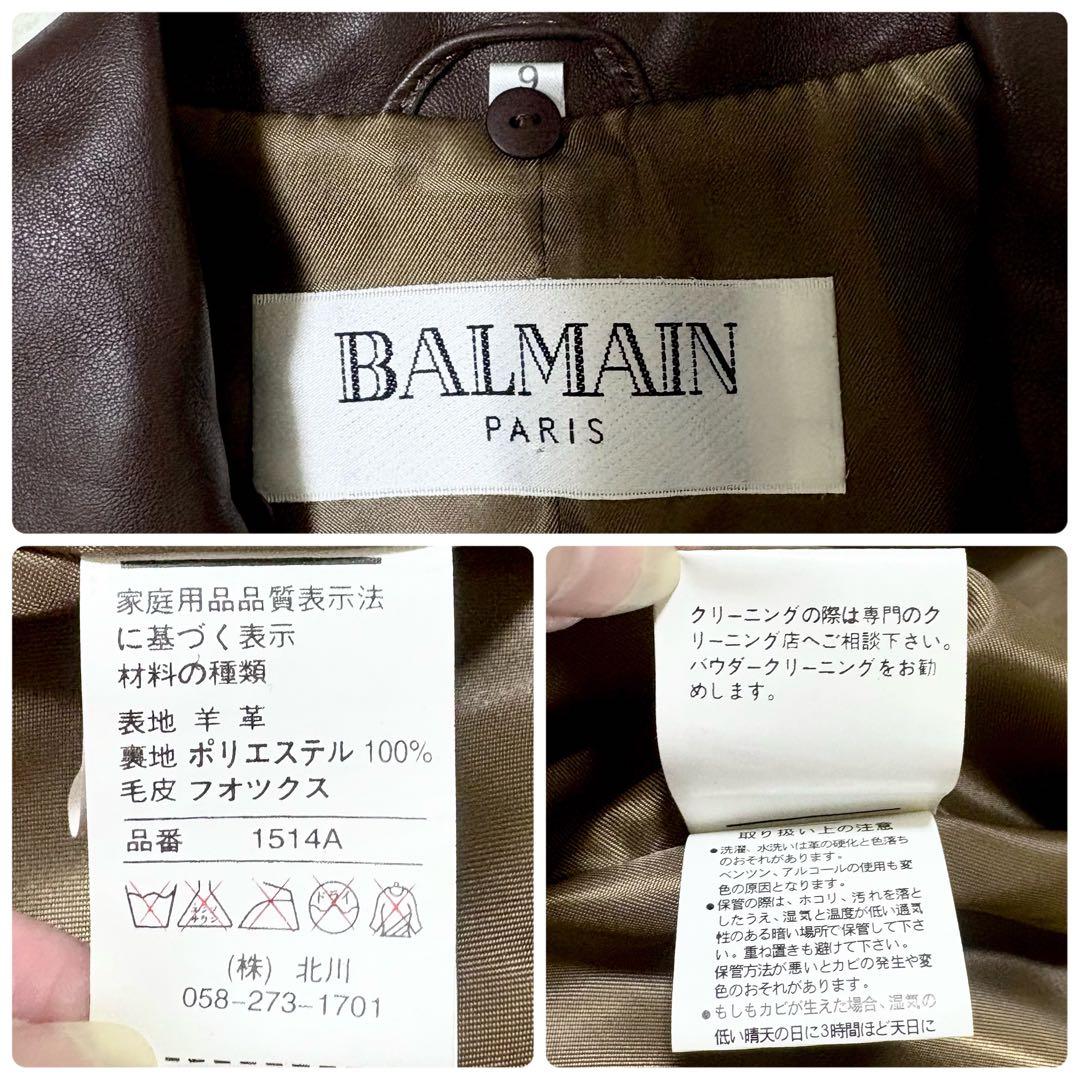 9
BALMAIN
PARIS
家庭用品品質表示法
に基づく表示
材料の種類
表地 羊 革
裏地 ポリエステル 100%
毛皮 フオツクス
品番 1514A
エンソ
サラシ
ドライ
(株) 北川
058-273-1701
クリーニングの際は専門のク
リーニング店へご相談下さい。
パウダークリーニングをお勧
めします。
取り扱い上の注意
●洗濯、水洗いは革の硬化と色落ち
のおそれがあります。
ベンツン、アルコールの使用も変
色の原因となります。
●保管の際は、ホコリ、汚れを落と
したうえ、湿気と温度が低い通気
性のある暗い場所で保管して下さ
い。重ね置きも避けて下さい。
保管方法が悪いとカビの発生や変
色のおそれがあります。
●もしもカビが生えた場合、湿気の
低い晴天の日に3時間ほど天日に